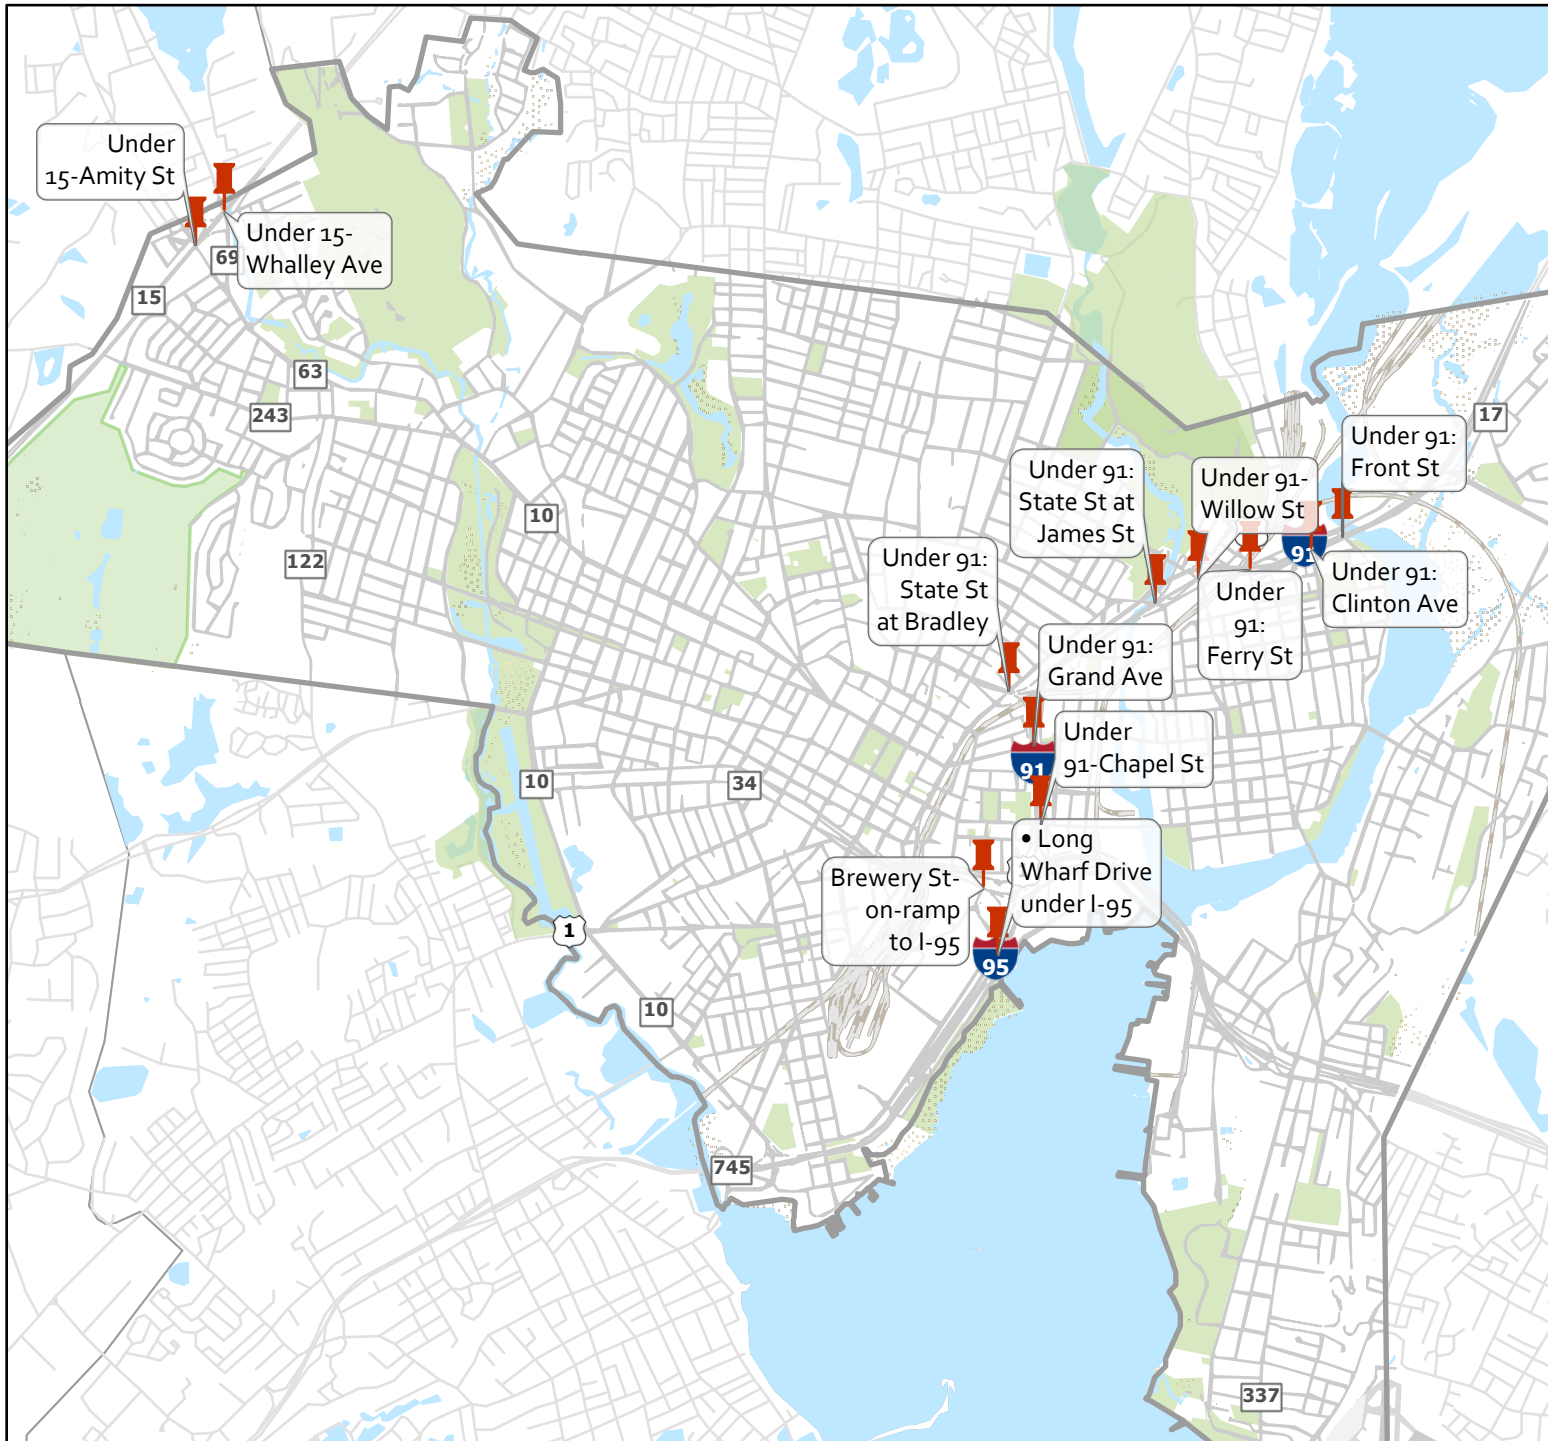 Under
15-Amity St
Under 15-
Whalley Ave
69
15
63
243
17
Under 91:
Front St
Under 91:
State St at
James St
Under 91-
Willow St
10
91
122
Under 91:
State St
at Bradley
Under 91:
Clinton Ave
Under
91:
Ferry St
Under 91:
Grand Ave
Under
91-Chapel St
91
10
34
• Long
Wharf Drive
under I-95
Brewery St-
on-ramp
to I-95
1
95
10
745
337